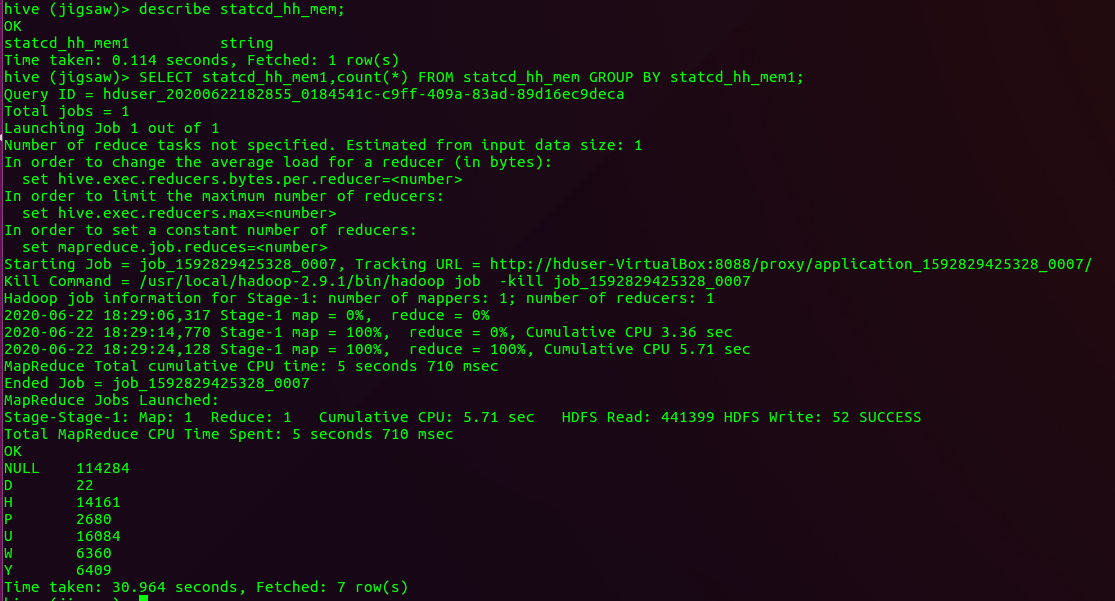 hive (jigsaw)> describe statcd_hh_mem;
OK
statcd_hh_mem1          string
Time taken: 0.114 seconds, Fetched: 1 row(s)
hive (jigsaw)> SELECT statcd_hh_mem1,count(*) FROM statcd_hh_mem GROUP BY statcd_hh_mem1;
Query ID = hduser_20200622182855_0184541c-c9ff-409a-83ad-89d16ec9deca
Total jobs = 1
Launching Job 1 out of 1
Number of reduce tasks not specified. Estimated from input data size: 1
In order to change the average load for a reducer (in bytes):
  set hive.exec.reducers.bytes.per.reducer=<number>
In order to limit the maximum number of reducers:
  set hive.exec.reducers.max=<number>
In order to set a constant number of reducers:
  set mapreduce.job.reduces=<number>
Starting Job = job_1592829425328_0007, Tracking URL = http://hduser-VirtualBox:8088/proxy/application_1592829425328_0007/
Kill Command = /usr/local/hadoop-2.9.1/bin/hadoop job  -kill job_1592829425328_0007
Hadoop job information for Stage-1: number of mappers: 1; number of reducers: 1
2020-06-22 18:29:06,317 Stage-1 map = 0%,  reduce = 0%
2020-06-22 18:29:14,770 Stage-1 map = 100%,  reduce = 0%, Cumulative CPU 3.36 sec
2020-06-22 18:29:24,128 Stage-1 map = 100%,  reduce = 100%, Cumulative CPU 5.71 sec
MapReduce Total cumulative CPU time: 5 seconds 710 msec
Ended Job = job_1592829425328_0007
MapReduce Jobs Launched:
Stage-Stage-1: Map: 1  Reduce: 1   Cumulative CPU: 5.71 sec   HDFS Read: 441399 HDFS Write: 52 SUCCESS
Total MapReduce CPU Time Spent: 5 seconds 710 msec
OK
NULL    114284
D       22
H       14161
P       2680
U       16084
W       6360
Y       6409
Time taken: 30.964 seconds, Fetched: 7 row(s)